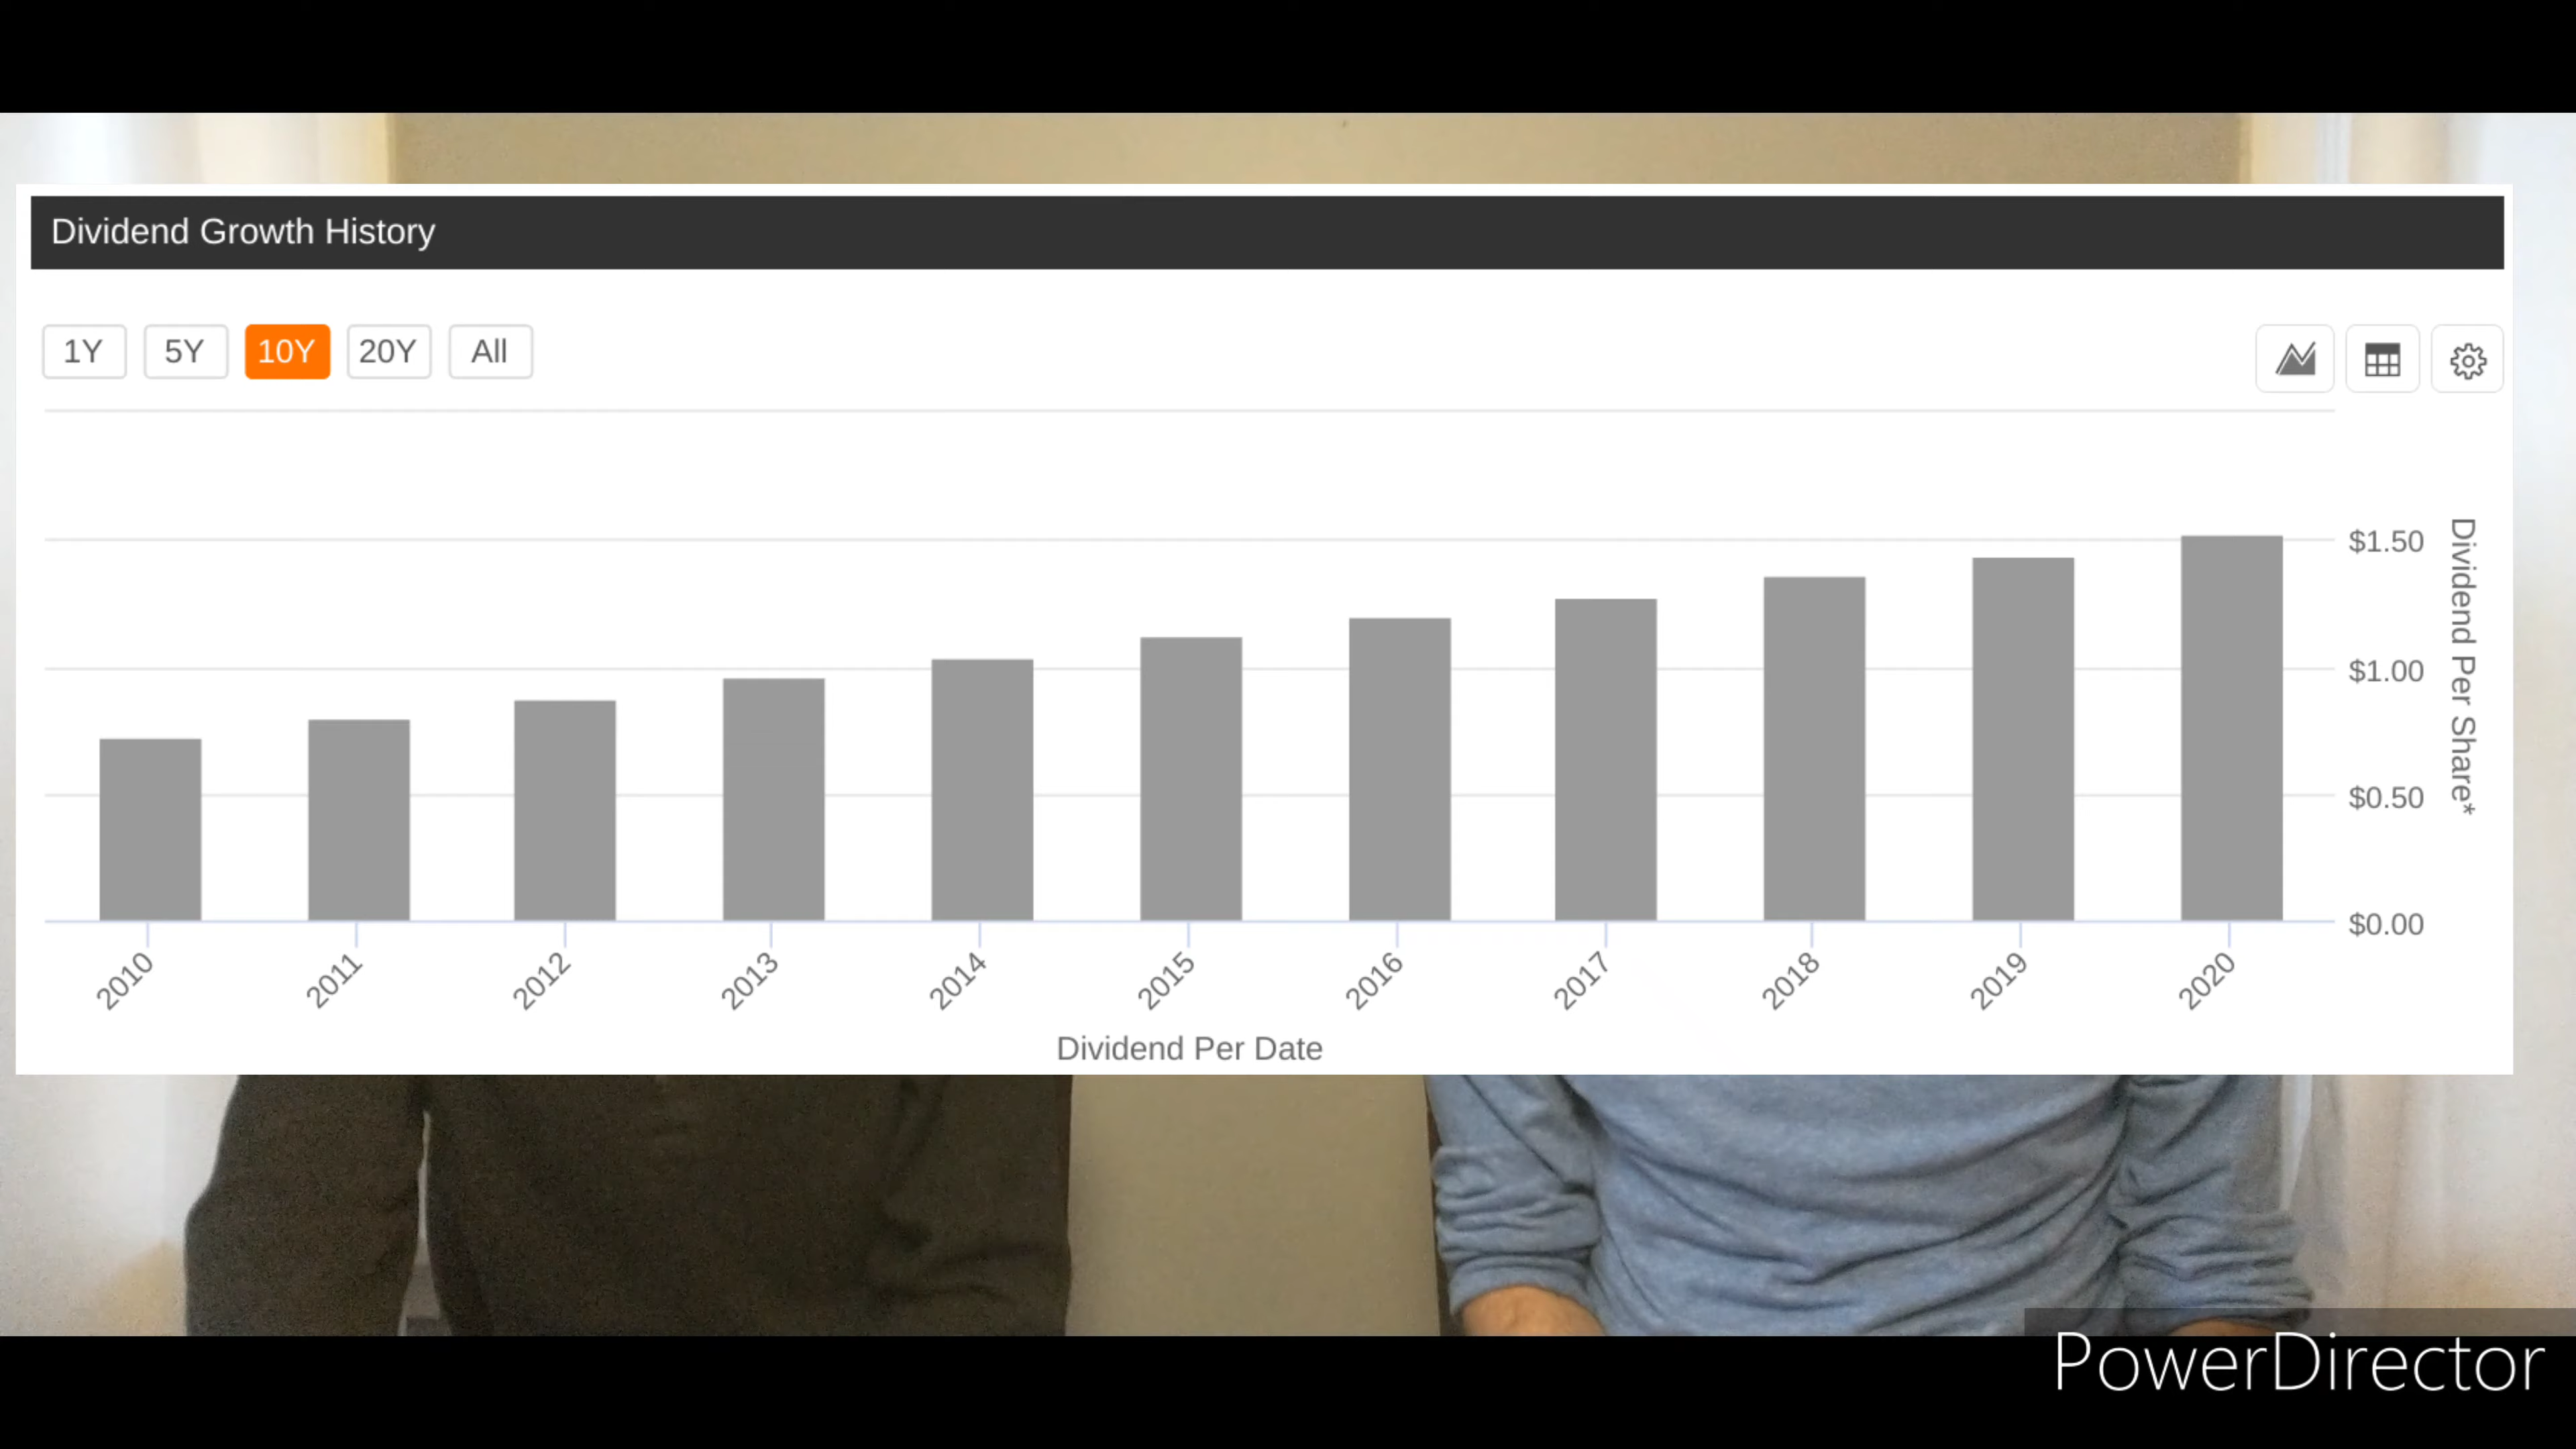 Dividend Growth History
1Y 5Y 10Y 20Y All
$1.50
$1.00
$0.50
$0.00
Dividend Per Share*
2010 2011 2012 2013 2014 2015 2016 2017 2018 2019 2020
Dividend Per Date
PowerDirector